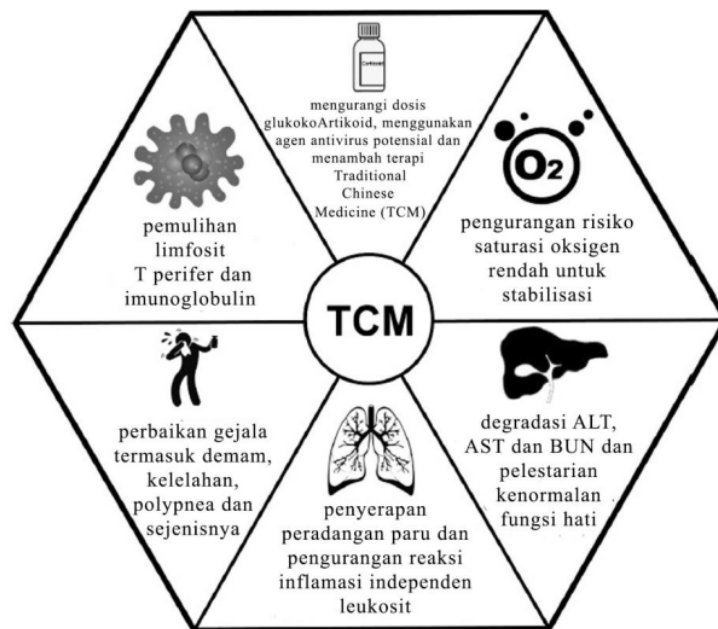 mengurangi dosis
glukokoArtikoid, menggunakan
agen antivirus potensial dan
menambah terapi
Traditional
Chinese
Medicine (TCM)
pemulihan
limfosit
T perifer dan
imunoglobulin
O2
pengurangan risiko
saturasi oksigen
rendah untuk
stabilisasi
TCM
perbaikan gejala
termasuk demam,
kelelahan,
polypnea dan
sejenisnya
penyerapan
peradangan paru dan
pengurangan reaksi
inflamasi independen
leukosit
degradasi ALT,
AST dan BUN dan
pelestarian
kenormalan
fungsi hati